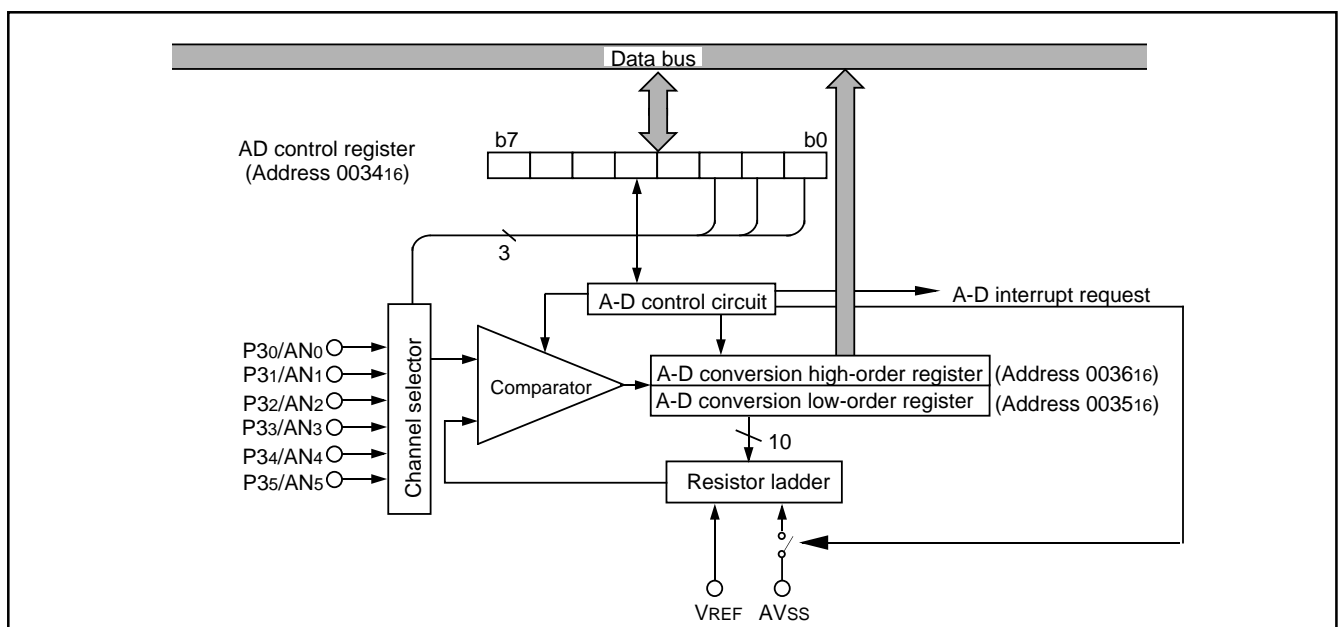 Data bus
b7
b0
AD control register
(Address 003416)
3
A-D control circuit
A-D interrupt request
P30/AN0
P31/AN1
P32/AN2
P33/AN3
P34/AN4
P35/AN5
Channel selector
Comparator
A-D conversion high-order register
(Address 003616)
A-D conversion low-order register
(Address 003516)
10
Resistor ladder
VREF
AVSS